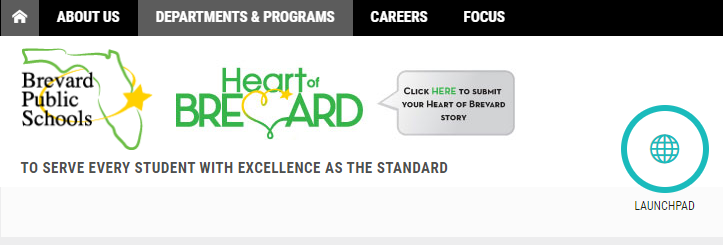 ABOUT US DEPARTMENTS & PROGRAMS CAREERS FOCUS
Brevard
Public
Schools
Heart of
BREVARD
CLICK HERE TO SUBMIT
YOUR HEART OF BREVARD
STORY
TO SERVE EVERY STUDENT WITH EXCELLENCE AS THE STANDARD
LAUNCHPAD